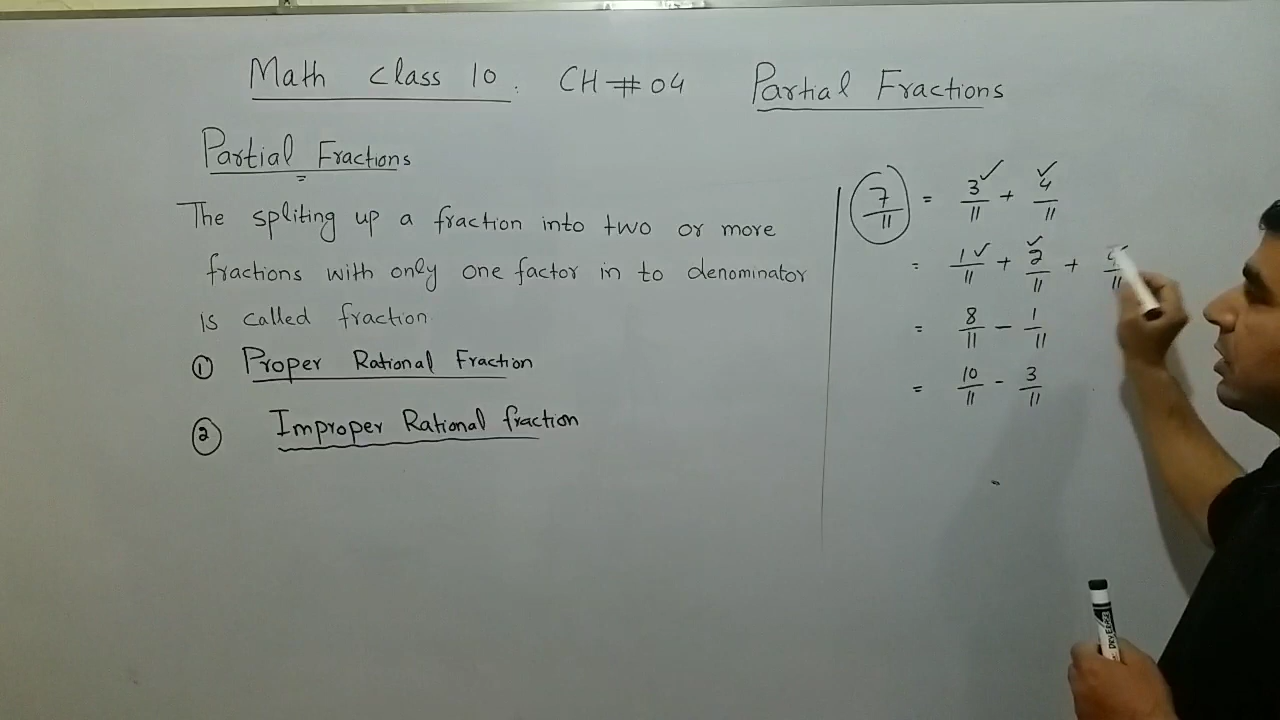 Math Class 10. CH # 04 Partial Fractions
Partial Fractions
The spliting up a fraction into two or more
fractions with only one factor in to denominator
is called fraction
① Proper Rational Fraction
② Improper Rational fraction
7/11 = 3/11 + 4/11
= 1/11 + 2/11 + /11
= 8/11 - 1/11
= 10/11 - 3/11